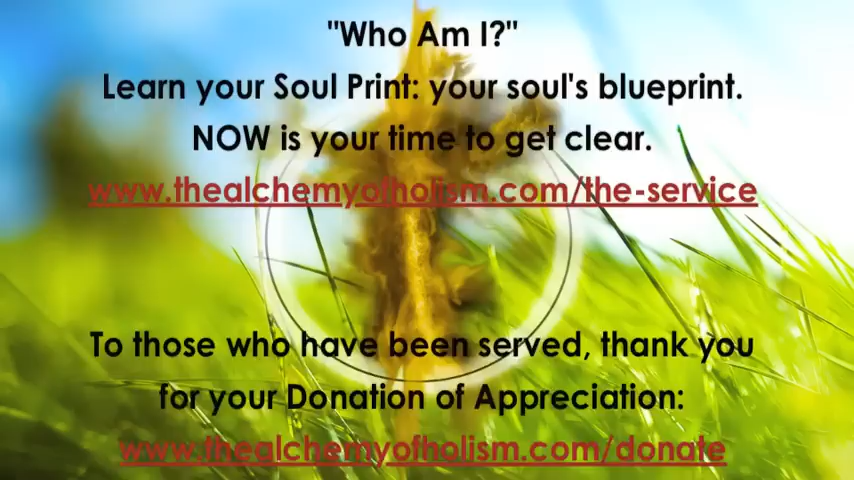 "Who Am I?"
Learn your Soul Print: your soul's blueprint.
NOW is your time to get clear.
www.thealchemyofholism.com/the-service
To those who have been served, thank you
for your Donation of Appreciation:
www.thealchemyofholism.com/donate